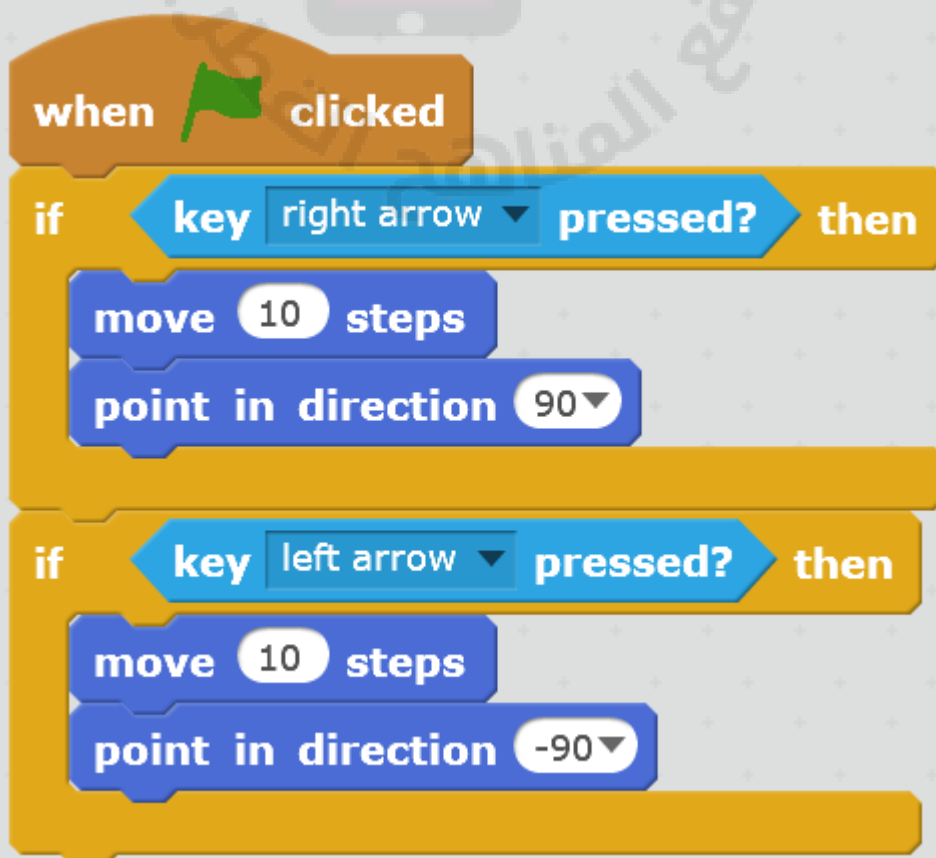 when clicked
if key right arrow pressed? then
move 10 steps
point in direction 90
if key left arrow pressed? then
move 10 steps
point in direction -90